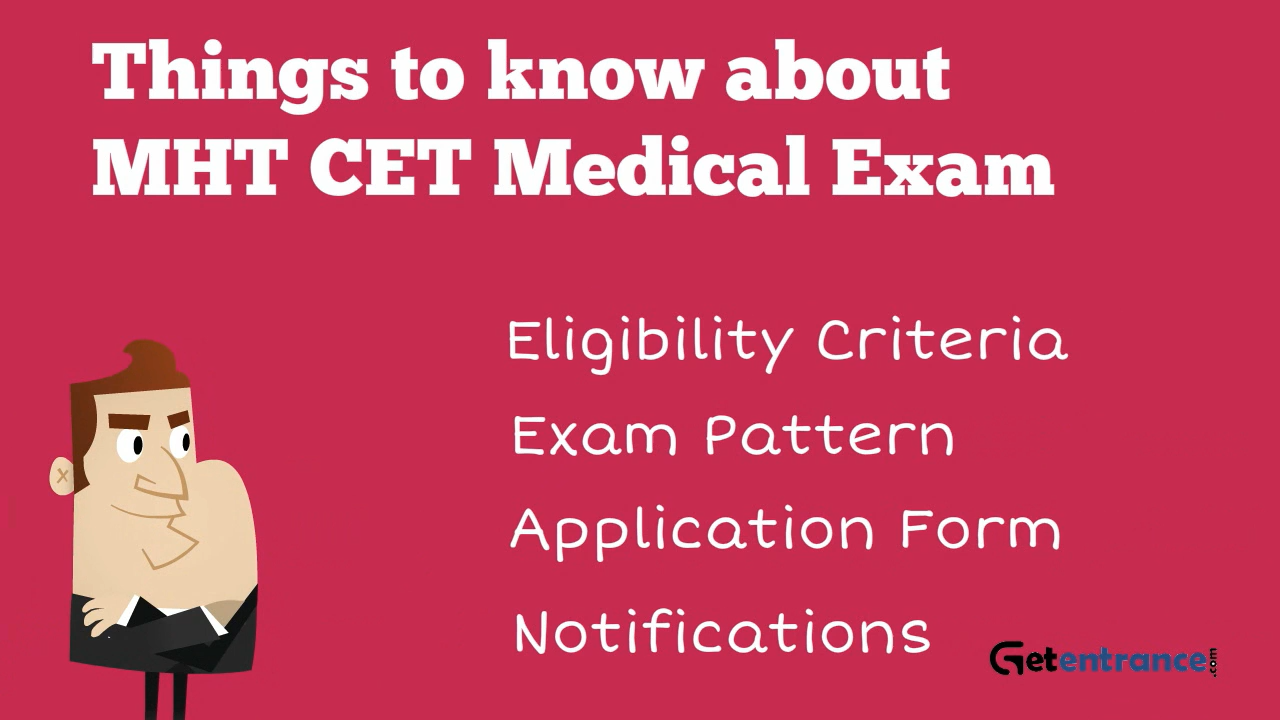 Things to know about
MHT CET Medical Exam
Eligibility Criteria
Exam Pattern
Application Form
Notifications
Getentrance.com